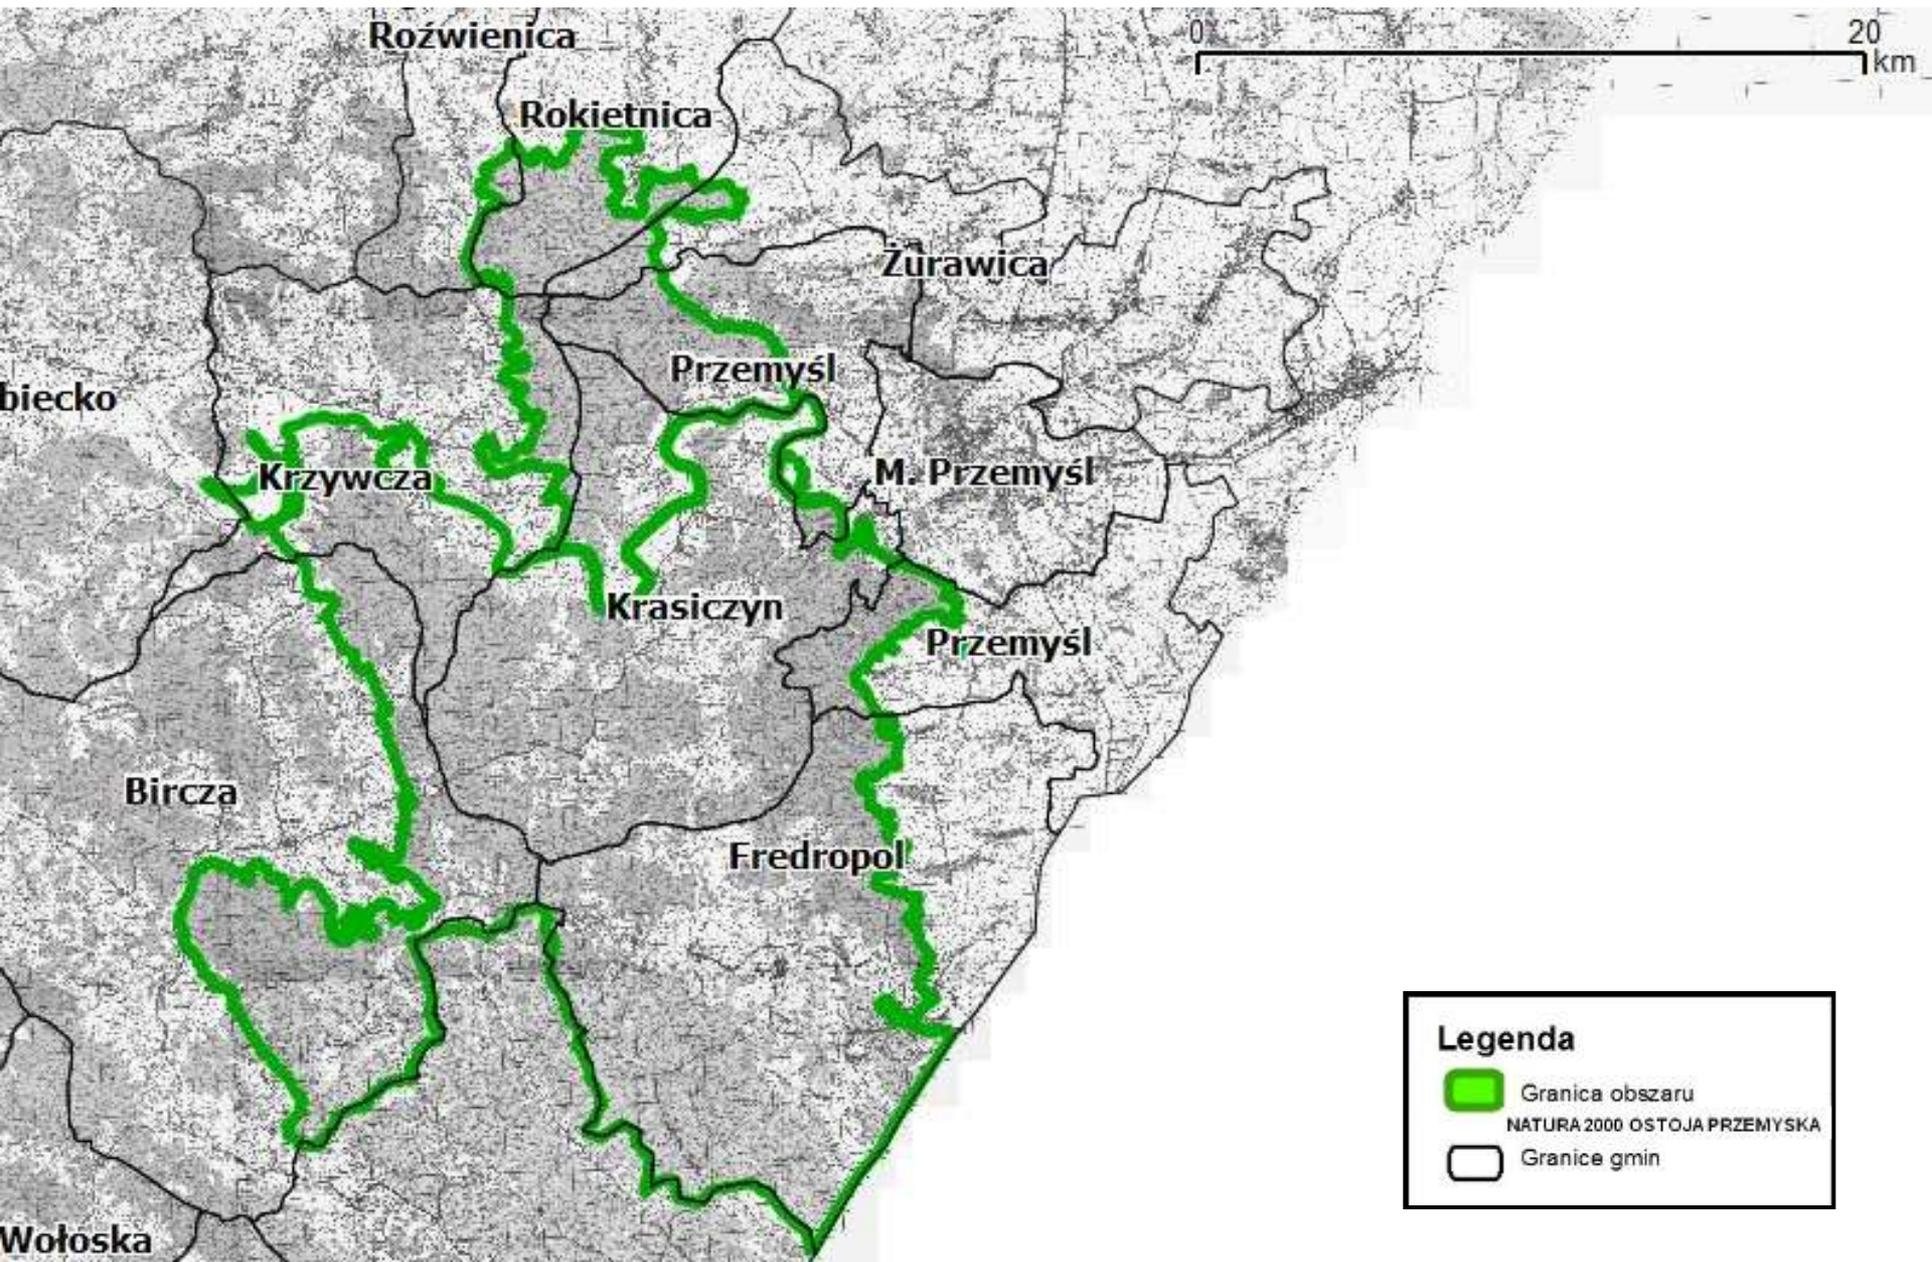 Roźwienica
0 20
km
Rokietnica
Żurawica
Przemyśl
biecko
Krzywcza
M. Przemyśl
Krasiczyn
Przemyśl
Bircza
Fredropol
Legenda
Granica obszaru
NATURA 2000 OSTOJA PRZEMYSKA
Granice gmin
Wołoska